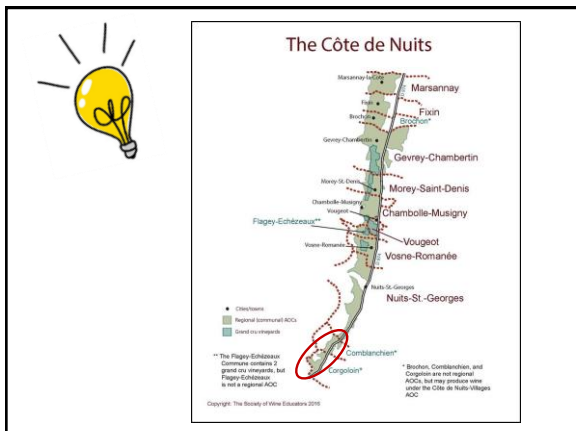 The Côte de Nuits
Marsannay-la-Côte
Marsannay
Fixin
Fixin
Brochon
Brochon*
Gevrey-Chambertin
Gevrey-Chambertin
Morey-St-Denis
Morey-Saint-Denis
Chambolle-Musigny
Chambolle-Musigny
Vougeot
Flagey-Echèzeaux**
Vougeot
Vosne-Romanée
Vosne-Romanée
Nuits-St-Georges
Nuits-St.-Georges
Cities/towns
Regional (communal) AOCs
Grand cru vineyards
Comblanchien*
Corgoloin*
** The Flagey-Echèzeaux
Commune contains 2
grand cru vineyards, but
Flagey-Echèzeaux
is not a regional AOC
* Brochon, Comblanchien, and
Corgoloin are not regional
AOCs, but may produce wine
under the Côte de Nuits-Villages
AOC
Copyright: The Society of Wine Educators 2016